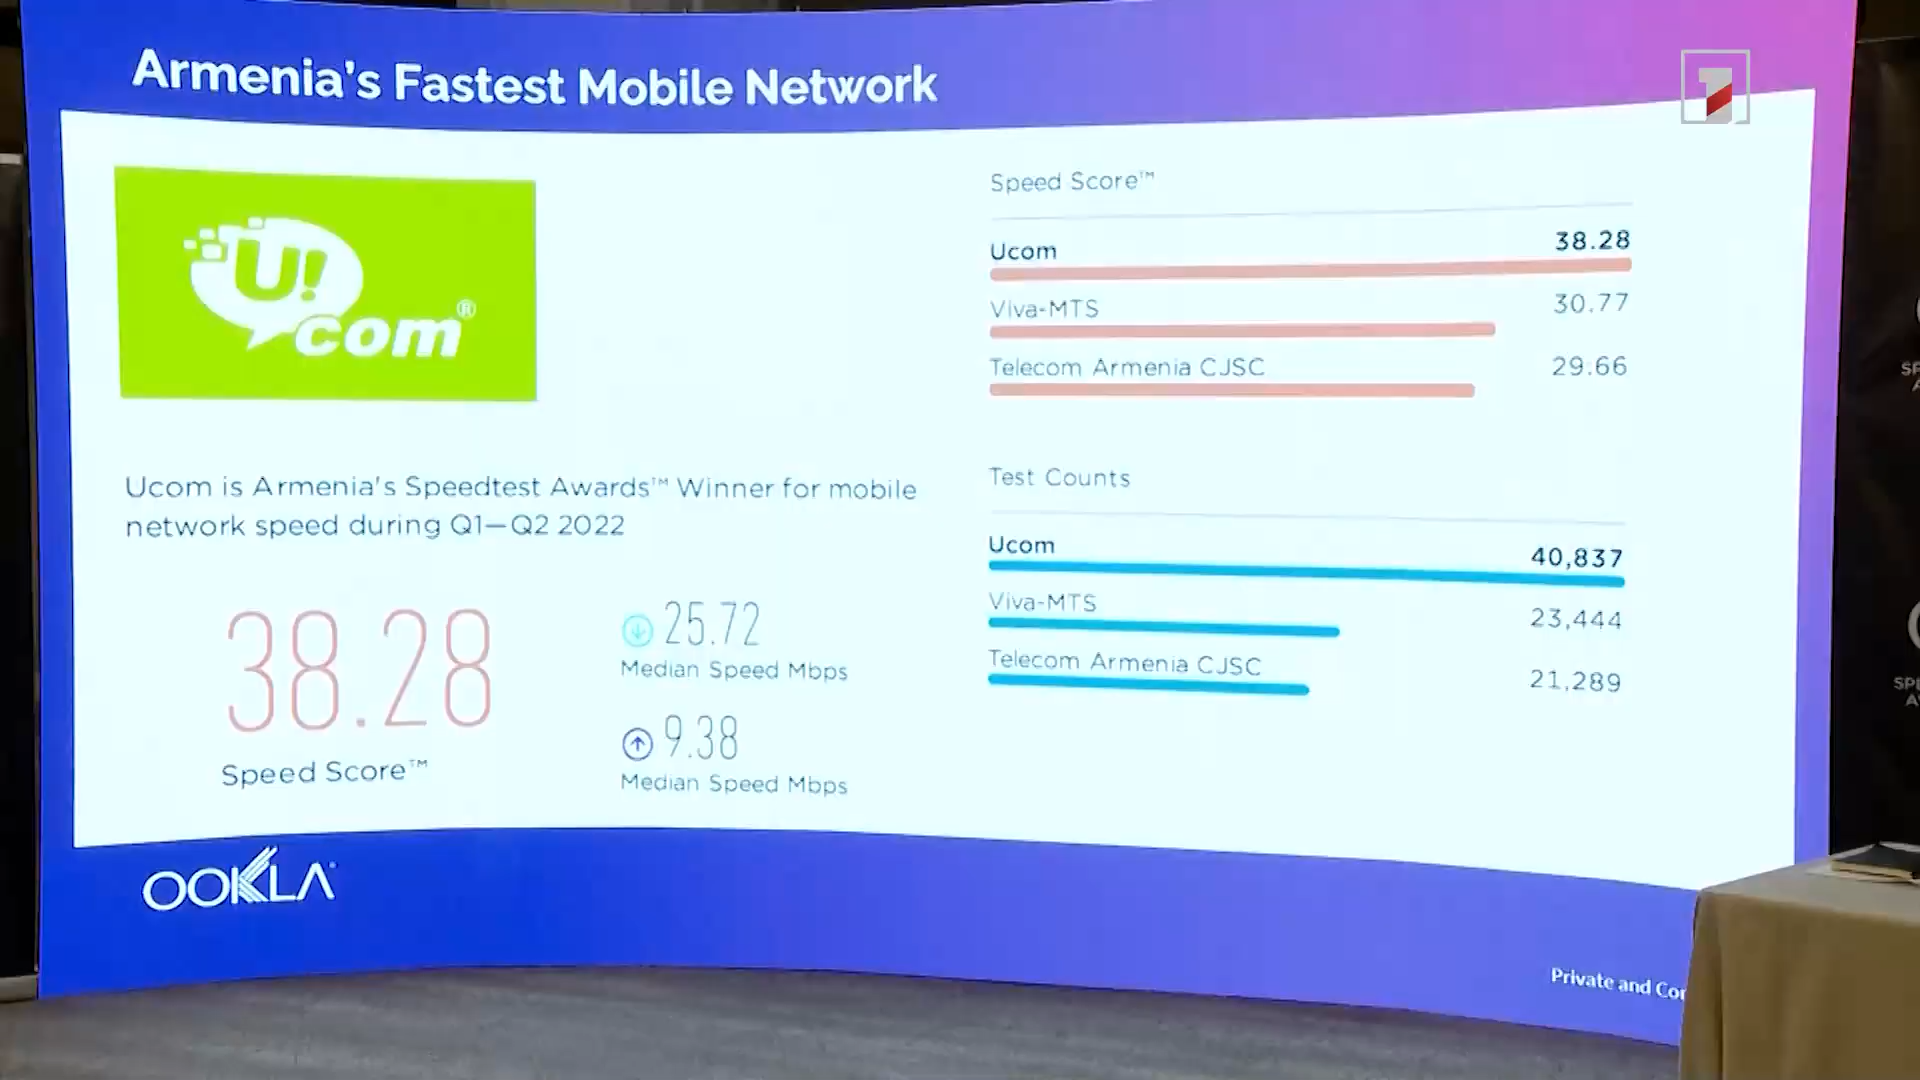 Armenia's Fastest Mobile Network
1
U!
com®
Ucom is Armenia's Speedtest Awards™ Winner for mobile
network speed during Q1—Q2 2022
38.28
Speed Score™
25.72
Median Speed Mbps
9.38
Median Speed Mbps
Speed Score™
Ucom 38.28
Viva-MTS 30.77
Telecom Armenia CJSC 29.66
Test Counts
Ucom 40,837
Viva-MTS 23,444
Telecom Armenia CJSC 21,289
OOKLA
Private and